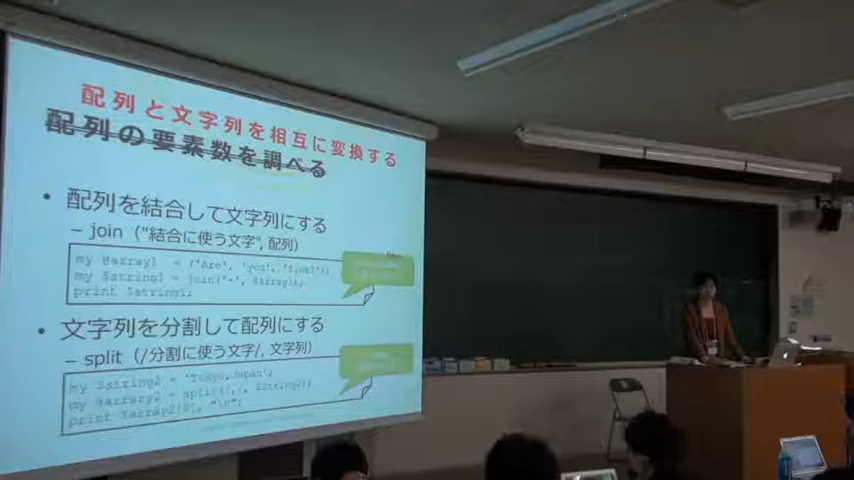 配列と文字列を相互に変換する
配列の要素数を調べる
• 配列を結合して文字列にする
– join ("結合に使う文字", 配列)
my @array1 = ('Are', 'you',
my $string1 = join('-', @array1);
print $string1;
• 文字列を分割して配列にする
– split (/分割に使う文字/, 文字列)
my $string2 = 'Tokyo,Japan';
my @array2 = split(/,/, $string2);
print $array2[0], "\n";